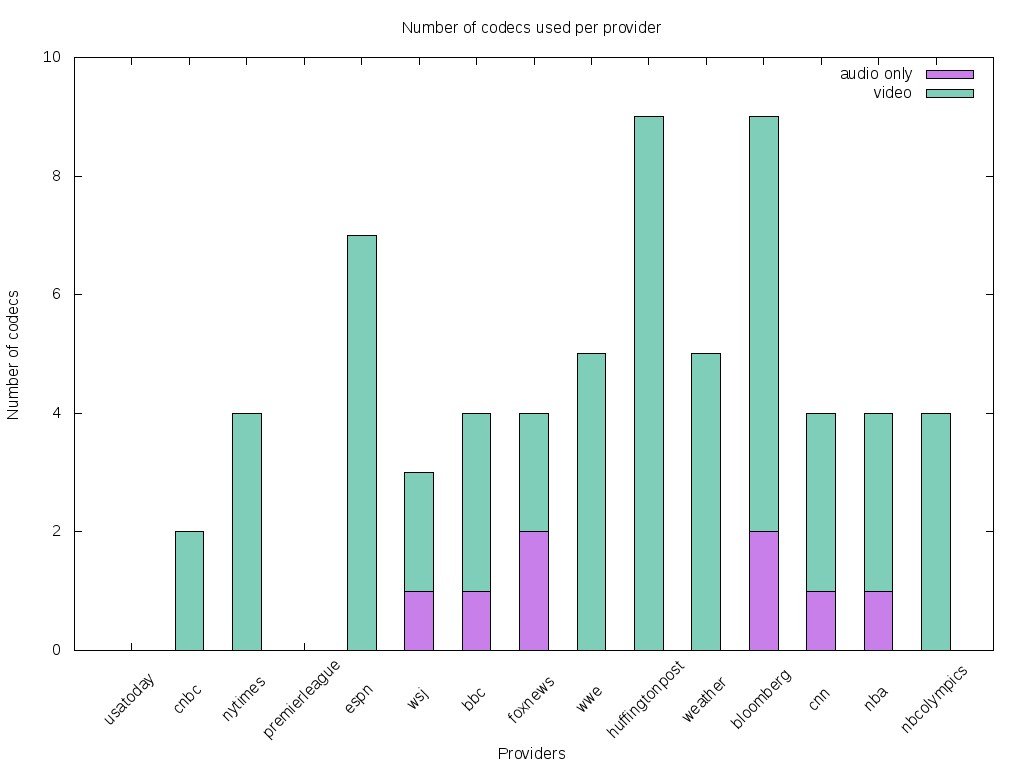 Number of codecs used per provider
audio only
video
Number of codecs
10
8
6
4
2
0
usatoday
cnbc
nytimes
premierleague
espn
wsj
bbc
foxnews
wwe
huffingtonpost
weather
bloomberg
cnn
nba
nbcolympics
Providers